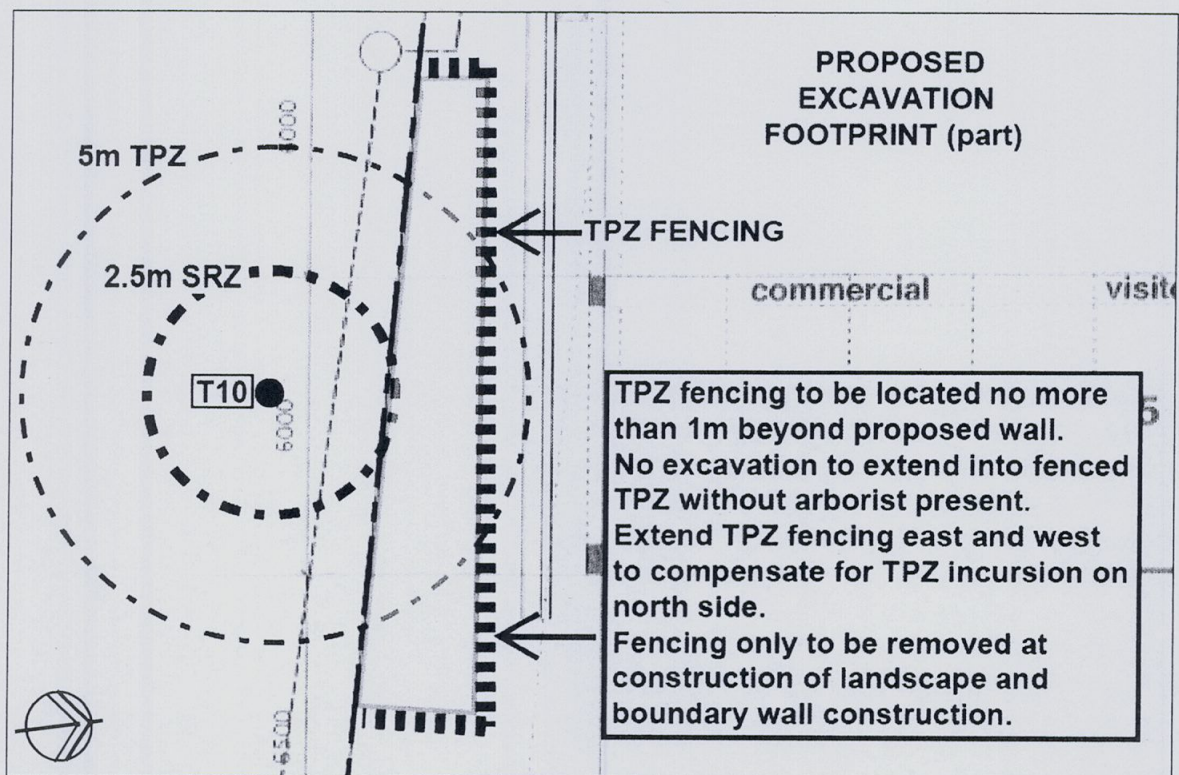 PROPOSED
EXCAVATION
FOOTPRINT (part)
5m TPZ
TPZ FENCING
2.5m SRZ
commercial
T10
6000
TPZ fencing to be located no more
than 1m beyond proposed wall.
No excavation to extend into fenced
TPZ without arborist present.
Extend TPZ fencing east and west
to compensate for TPZ incursion on
north side.
Fencing only to be removed at
construction of landscape and
boundary wall construction.
5500